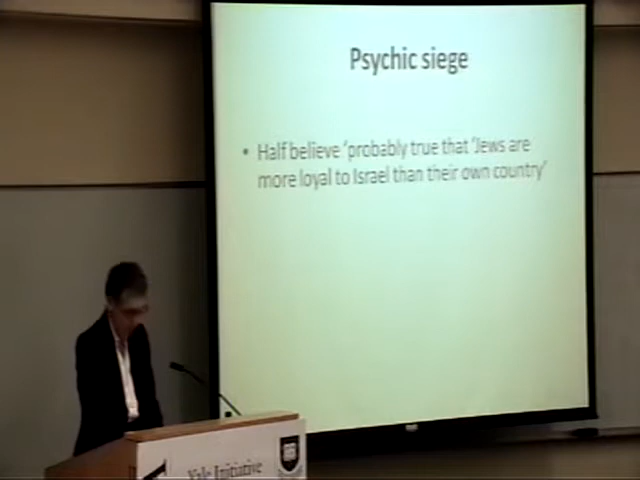 Psychic siege
• Half believe ‘probably true that ‘Jews are
more loyal to Israel than their own country’
Yale Initiative